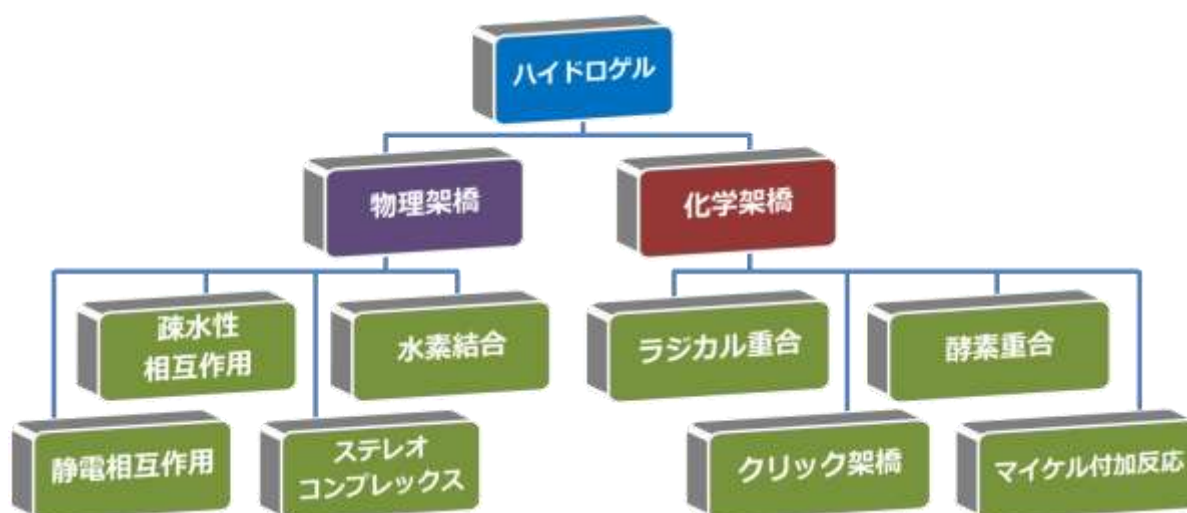 ハイドロゲル
物理架橋
化学架橋
疎水性
相互作用
水素結合
ラジカル重合
酵素重合
静電相互作用
ステレオ
コンプレックス
クリック架橋
マイケル付加反応